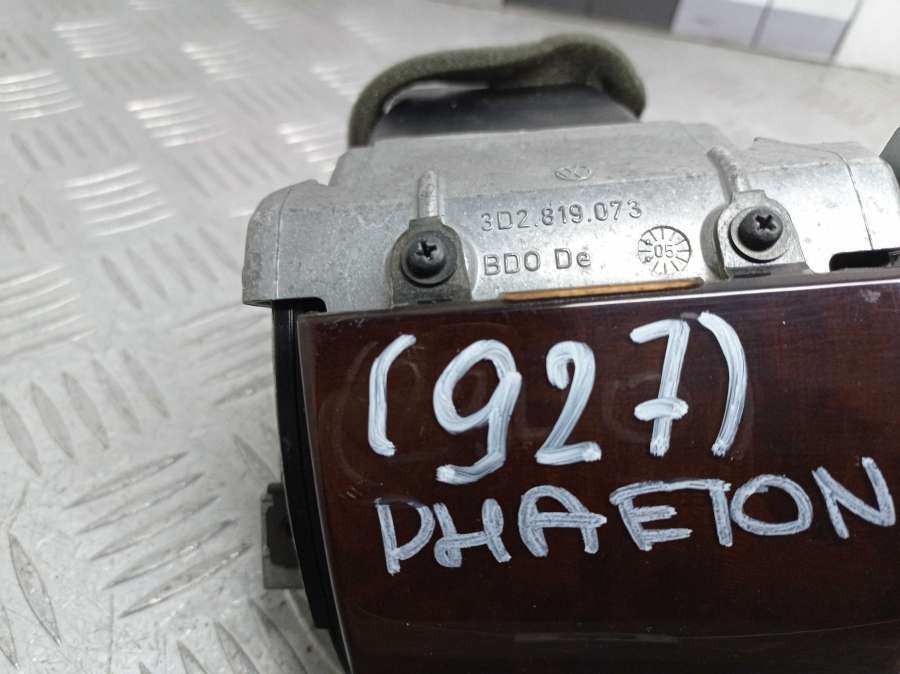 3D2.819.073
BDO De
05
(927)
PHAETON